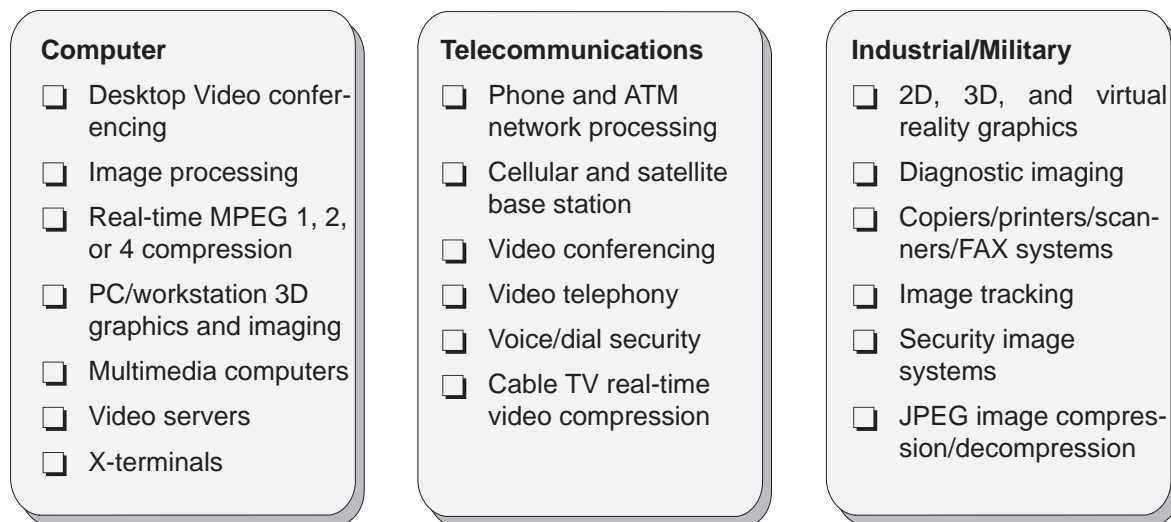 Computer
❏ Desktop Video confer-
encing
❏ Image processing
❏ Real-time MPEG 1, 2,
or 4 compression
❏ PC/workstation 3D
graphics and imaging
❏ Multimedia computers
❏ Video servers
❏ X-terminals
Telecommunications
❏ Phone and ATM
network processing
❏ Cellular and satellite
base station
❏ Video conferencing
❏ Video telephony
❏ Voice/dial security
❏ Cable TV real-time
video compression
Industrial/Military
❏ 2D, 3D, and virtual
reality graphics
❏ Diagnostic imaging
❏ Copiers/printers/scan-
ners/FAX systems
❏ Image tracking
❏ Security image
systems
❏ JPEG image compres-
sion/decompression